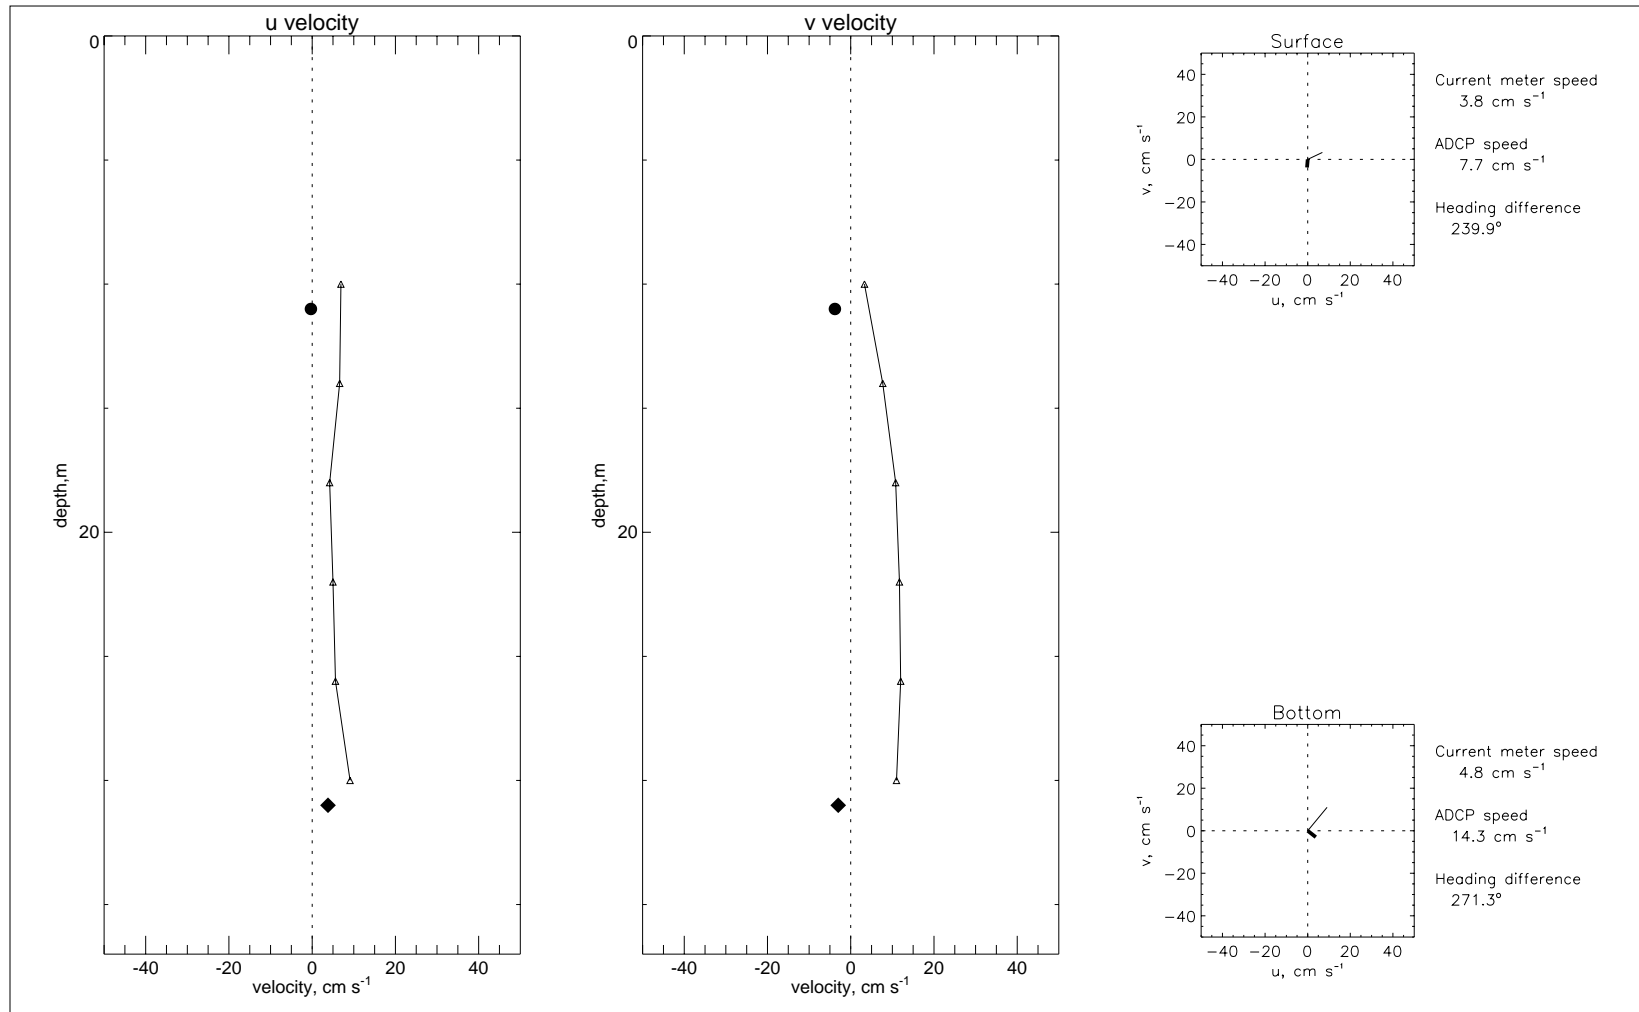 u velocity
0
20
depth,m
-40 -20 0 20 40
velocity, cm s⁻¹
v velocity
0
20
depth,m
-40 -20 0 20 40
velocity, cm s⁻¹
Surface
40
20
0
−20
−40
v, cm s⁻¹
−40 −20 0 20 40
u, cm s⁻¹
Current meter speed
3.8 cm s⁻¹
ADCP speed
7.7 cm s⁻¹
Heading difference
239.9°
Bottom
40
20
0
−20
−40
v, cm s⁻¹
−40 −20 0 20 40
u, cm s⁻¹
Current meter speed
4.8 cm s⁻¹
ADCP speed
14.3 cm s⁻¹
Heading difference
271.3°